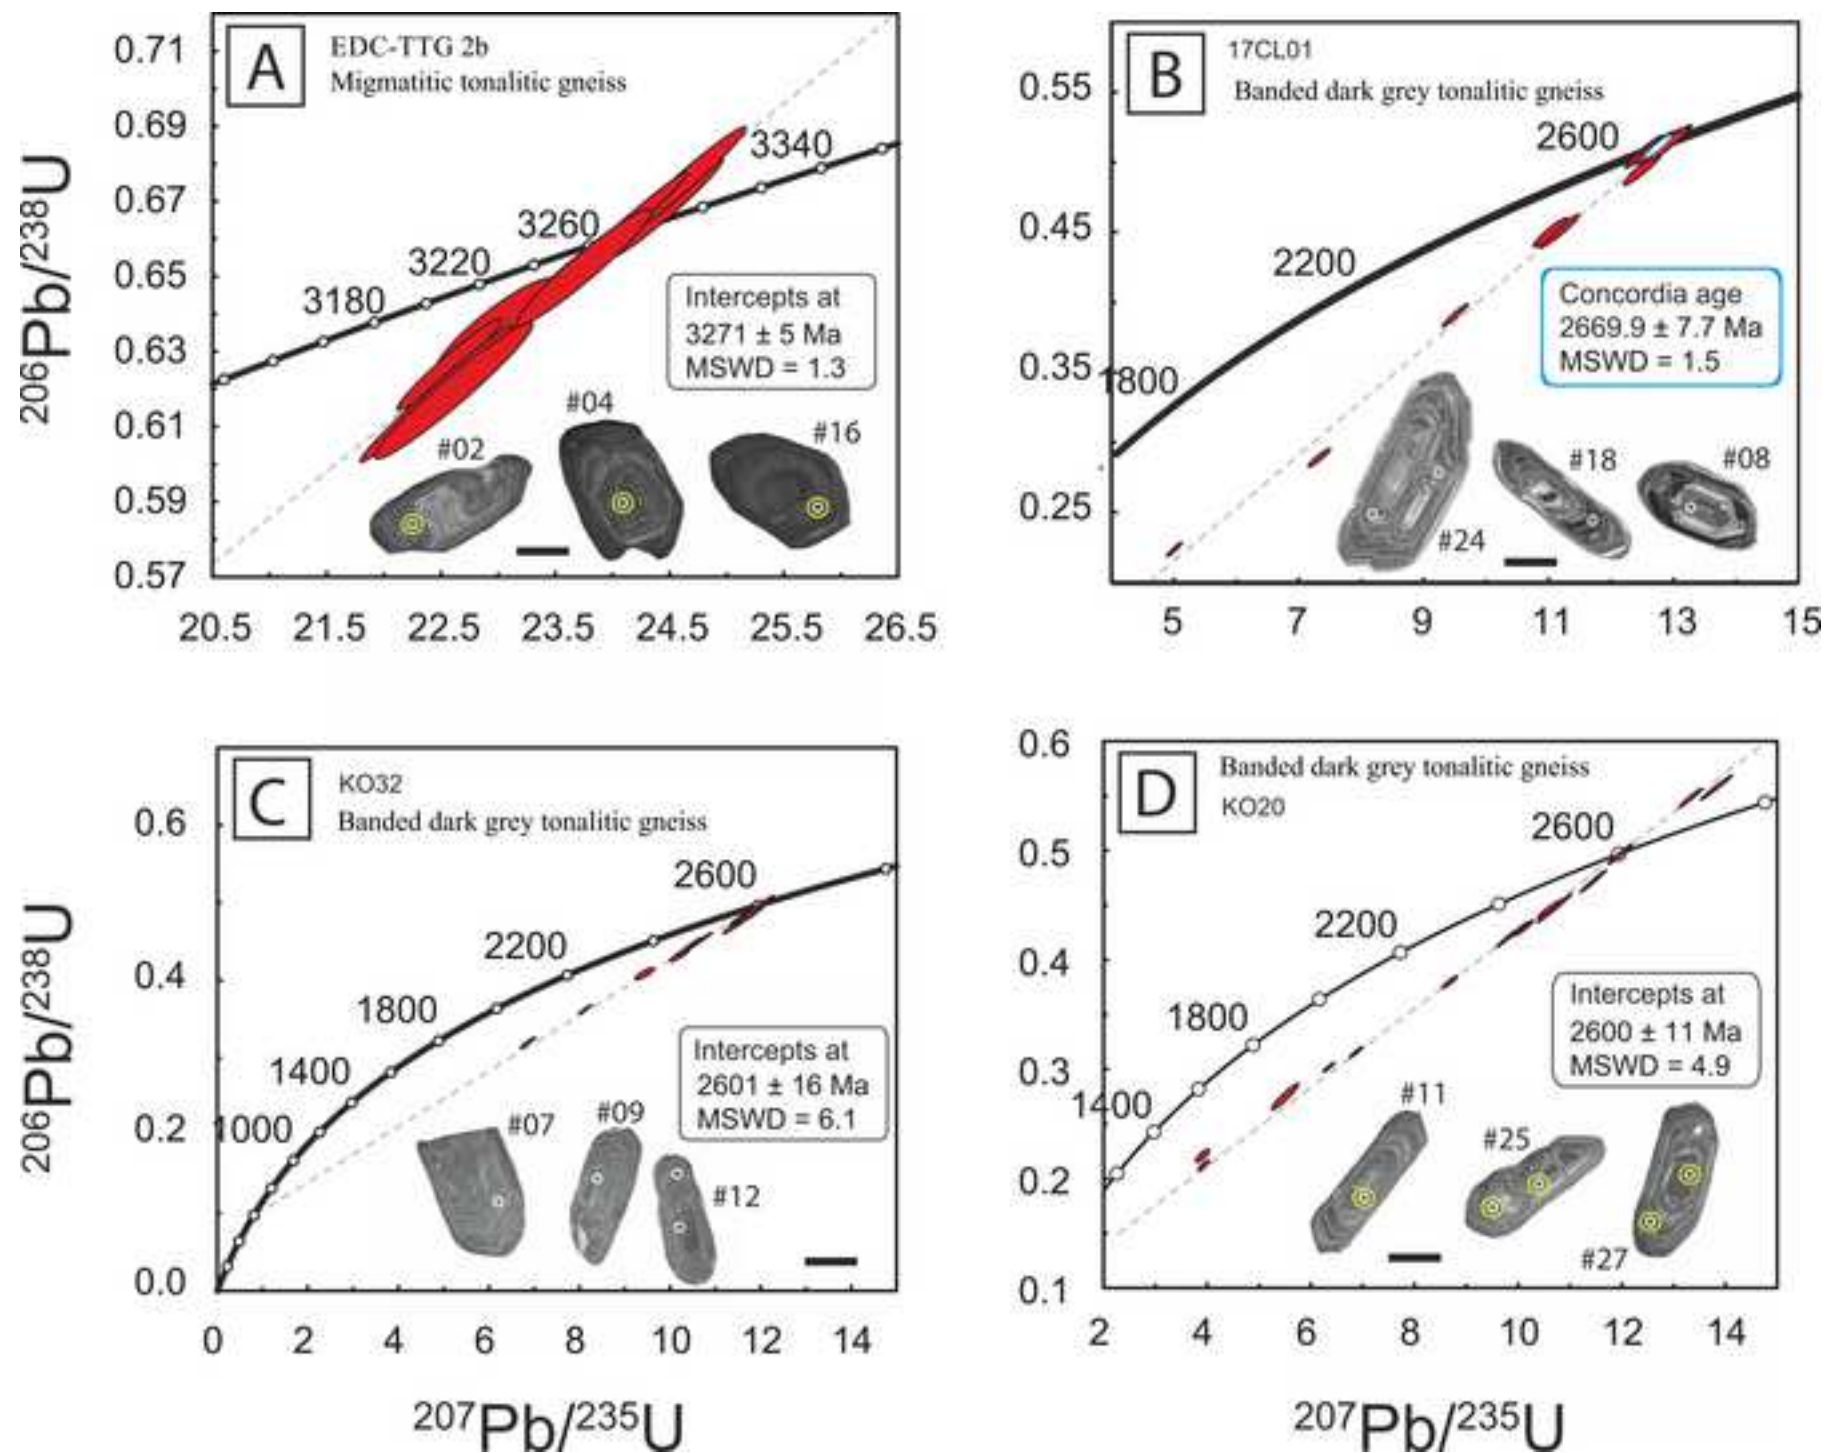 A
EDC-TTG 2b
Migmatitic tonalitic gneiss
0.71
0.69
0.67
0.65
0.63
0.61
0.59
0.57
206Pb/238U
3180
3220
3260
3340
Intercepts at
3271 ± 5 Ma
MSWD = 1.3
#02
#04
#16
20.5 21.5 22.5 23.5 24.5 25.5 26.5
B
17CL01
Banded dark grey tonalitic gneiss
0.55
0.45
0.35
0.25
1800
2200
2600
Concordia age
2669.9 ± 7.7 Ma
MSWD = 1.5
#24
#18
#08
5 7 9 11 13 15
C
KO32
Banded dark grey tonalitic gneiss
0.6
0.4
0.2
0.0
206Pb/238U
1000
1400
1800
2200
2600
Intercepts at
2601 ± 16 Ma
MSWD = 6.1
#07
#09
#12
0 2 4 6 8 10 12 14
207Pb/235U
D
Banded dark grey tonalitic gneiss
KO20
0.6
0.5
0.4
0.3
0.2
0.1
1400
1800
2200
2600
Intercepts at
2600 ± 11 Ma
MSWD = 4.9
#11
#25
#27
2 4 6 8 10 12 14
207Pb/235U